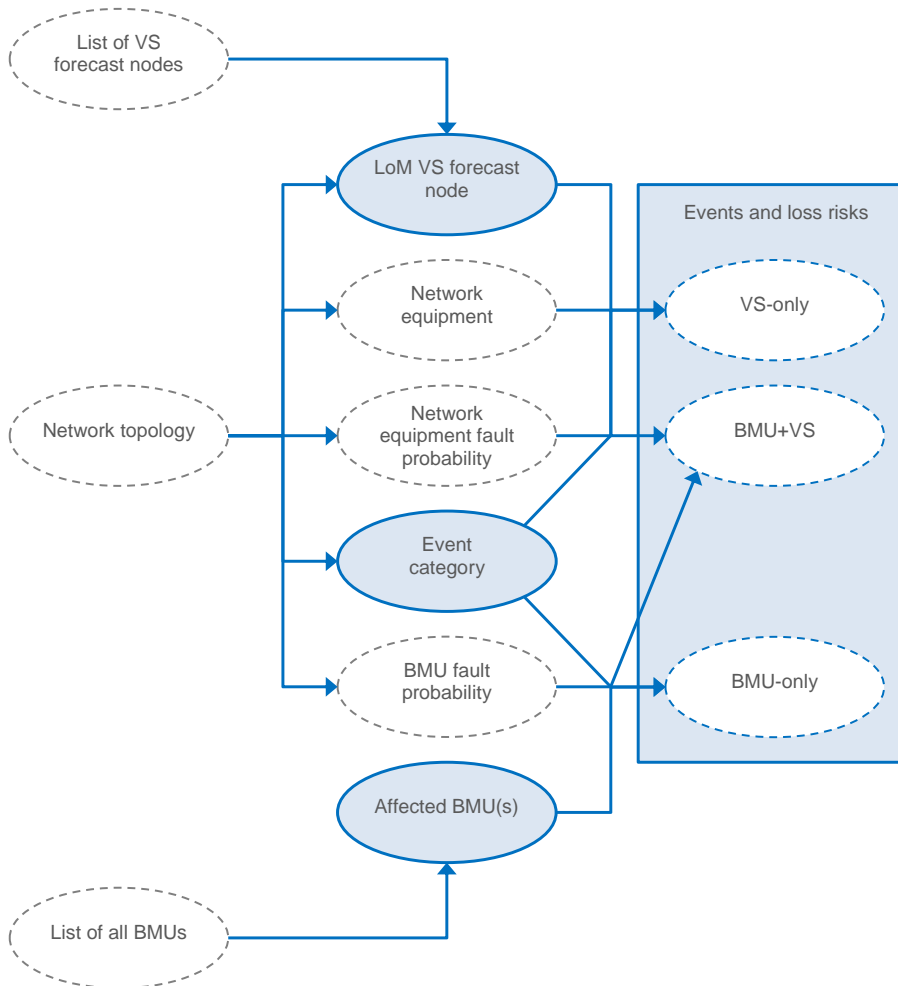 List of VS
forecast nodes
LoM VS forecast
node
Events and loss risks
Network
equipment
VS-only
Network topology
Network
equipment fault
probability
BMU+VS
Event
category
BMU fault
probability
BMU-only
Affected BMU(s)
List of all BMUs